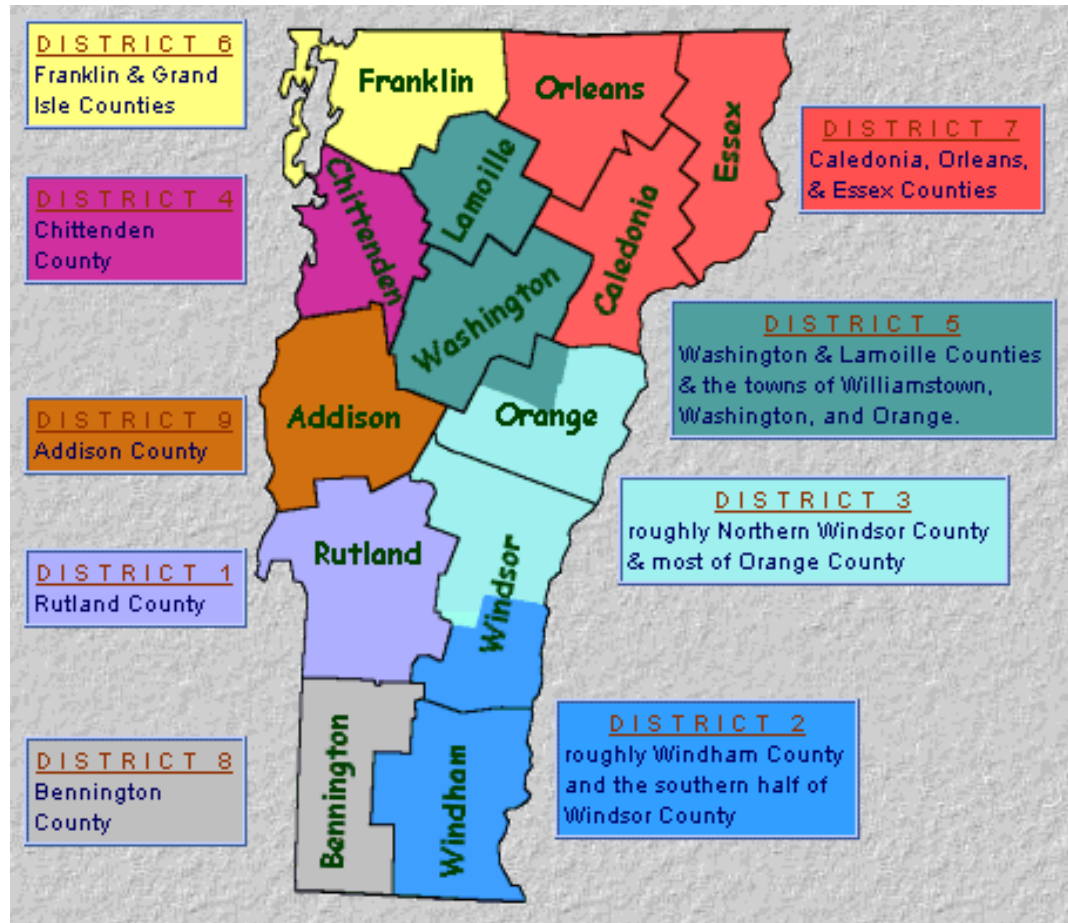 DISTRICT 6
Franklin & Grand
Isle Counties
DISTRICT 4
Chittenden
County
DISTRICT 9
Addison County
DISTRICT 1
Rutland County
DISTRICT 8
Bennington
County
Franklin
Orleans
Essex
Lamoille
Chittenden
Caledonia
Washington
Addison
Orange
Rutland
Windsor
Bennington
Windham
DISTRICT 7
Caledonia, Orleans,
& Essex Counties
DISTRICT 5
Washington & Lamoille Counties
& the towns of Williamstown,
Washington, and Orange.
DISTRICT 3
roughly Northern Windsor County
& most of Orange County
DISTRICT 2
roughly Windham County
and the southern half of
Windsor County